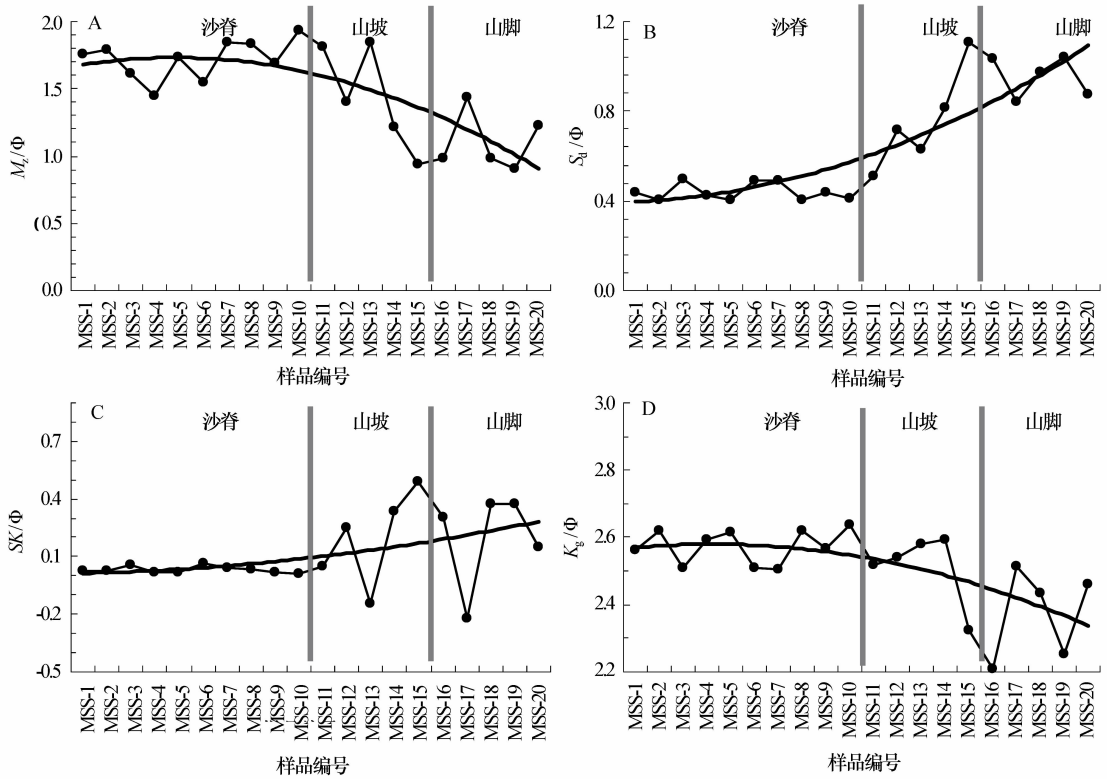 A
沙脊 山坡 山脚
2.0
1.5
1.0
0.5
0.0
Mz/Φ
MSS-1
MSS-2
MSS-3
MSS-4
MSS-5
MSS-6
MSS-7
MSS-8
MSS-9
MSS-10
MSS-11
MSS-12
MSS-13
MSS-14
MSS-15
MSS-16
MSS-17
MSS-18
MSS-19
MSS-20
样品编号
B
沙脊 山坡 山脚
1.2
0.8
0.4
0.0
Sd/Φ
MSS-1
MSS-2
MSS-3
MSS-4
MSS-5
MSS-6
MSS-7
MSS-8
MSS-9
MSS-10
MSS-11
MSS-12
MSS-13
MSS-14
MSS-15
MSS-16
MSS-17
MSS-18
MSS-19
MSS-20
样品编号
C
沙脊 山坡 山脚
0.7
0.4
0.1
-0.2
-0.5
SK/Φ
MSS-1
MSS-2
MSS-3
MSS-4
MSS-5
MSS-6
MSS-7
MSS-8
MSS-9
MSS-10
MSS-11
MSS-12
MSS-13
MSS-14
MSS-15
MSS-16
MSS-17
MSS-18
MSS-19
MSS-20
样品编号
D
沙脊 山坡 山脚
3.0
2.8
2.6
2.4
2.2
Kg/Φ
MSS-1
MSS-2
MSS-3
MSS-4
MSS-5
MSS-6
MSS-7
MSS-8
MSS-9
MSS-10
MSS-11
MSS-12
MSS-13
MSS-14
MSS-15
MSS-16
MSS-17
MSS-18
MSS-19
MSS-20
样品编号